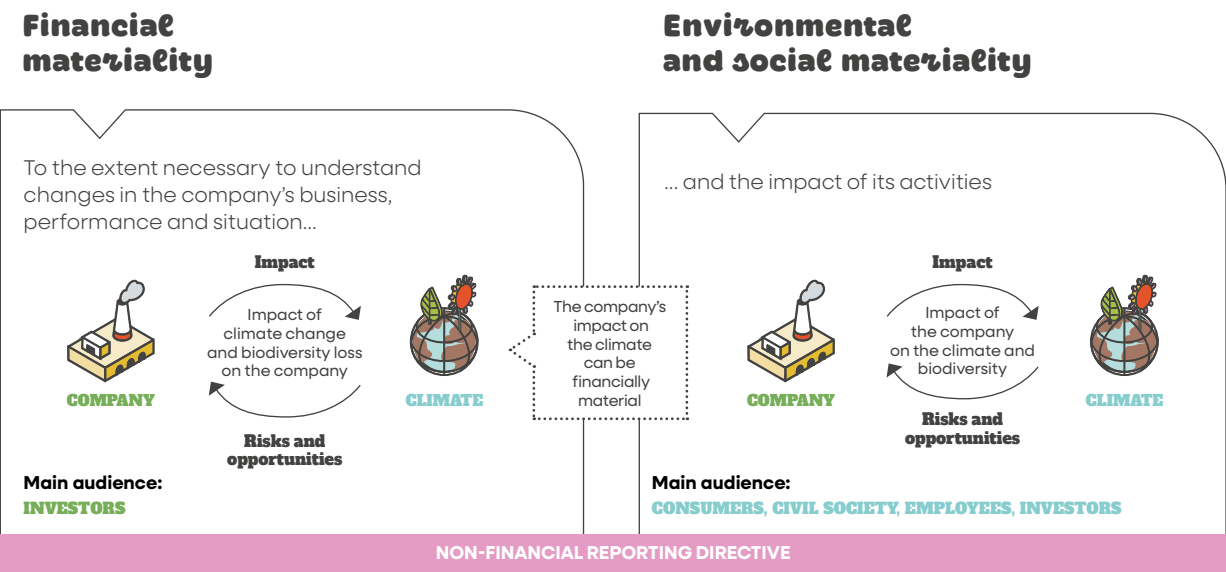 Financial
materiality
To the extent necessary to understand
changes in the company’s business,
performance and situation...
Impact
Impact of
climate change
and biodiversity loss
on the company
COMPANY
CLIMATE
Risks and
opportunities
Main audience:
INVESTORS
The company’s
impact on
the climate
can be
financially
material
Environmental
and social materiality
... and the impact of its activities
Impact
Impact of
the company
on the climate and
biodiversity
COMPANY
CLIMATE
Risks and
opportunities
Main audience:
CONSUMERS, CIVIL SOCIETY, EMPLOYEES, INVESTORS
NON-FINANCIAL REPORTING DIRECTIVE